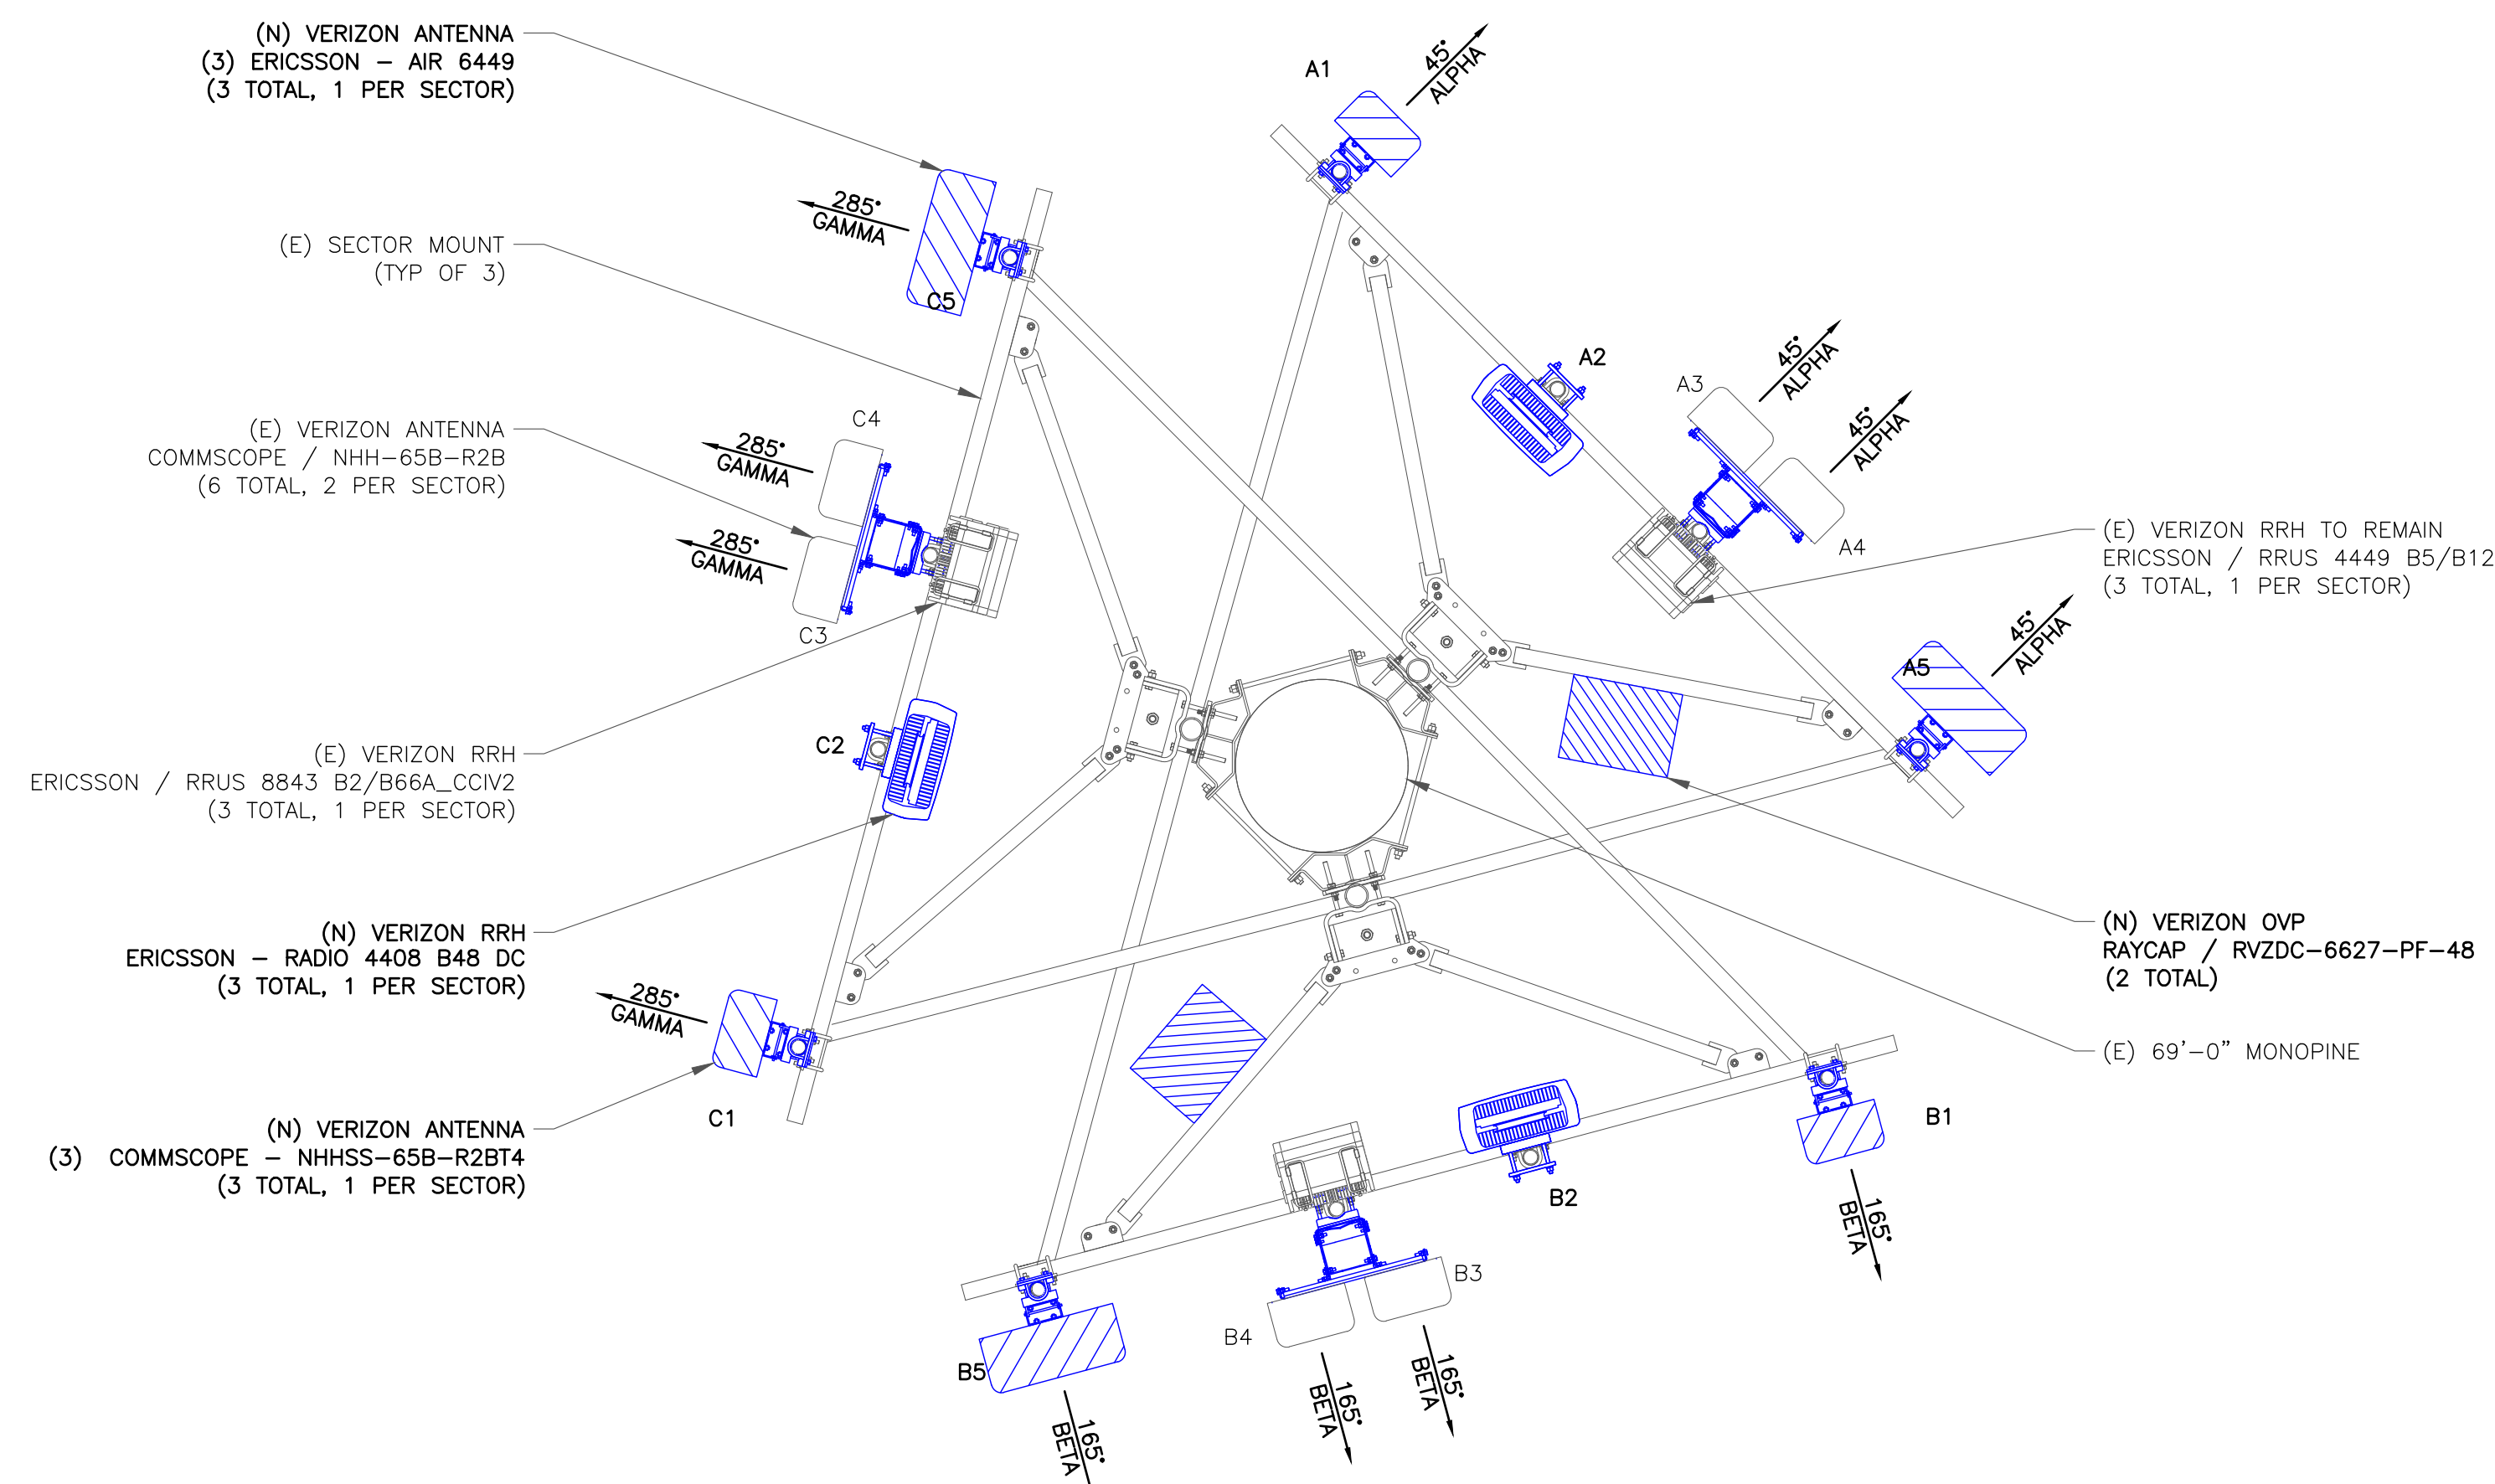 (N) VERIZON ANTENNA
(3) ERICSSON - AIR 6449
(3 TOTAL, 1 PER SECTOR)
A1
45°
ALPHA
285°
GAMMA
C5
(E) SECTOR MOUNT
(TYP OF 3)
A2
A3
45°
ALPHA
45°
ALPHA
A4
C4
285°
GAMMA
(E) VERIZON ANTENNA
COMMSCOPE / NHH-65B-R2B
(6 TOTAL, 2 PER SECTOR)
285°
GAMMA
C3
(E) VERIZON RRH TO REMAIN
ERICSSON / RRUS 4449 B5/B12
(3 TOTAL, 1 PER SECTOR)
45°
ALPHA
A5
C2
(E) VERIZON RRH
ERICSSON / RRUS 8843 B2/B66A_CCIV2
(3 TOTAL, 1 PER SECTOR)
(N) VERIZON RRH
ERICSSON - RADIO 4408 B48 DC
(3 TOTAL, 1 PER SECTOR)
(N) VERIZON OVP
RAYCAP / RVZDC-6627-PF-48
(2 TOTAL)
285°
GAMMA
(E) 69'-0" MONOPINE
C1
(N) VERIZON ANTENNA
(3) COMMSCOPE - NHHSS-65B-R2BT4
(3 TOTAL, 1 PER SECTOR)
B1
B2
165°
BETA
B3
B4
B5
165°
BETA
165°
BETA
165°
BETA